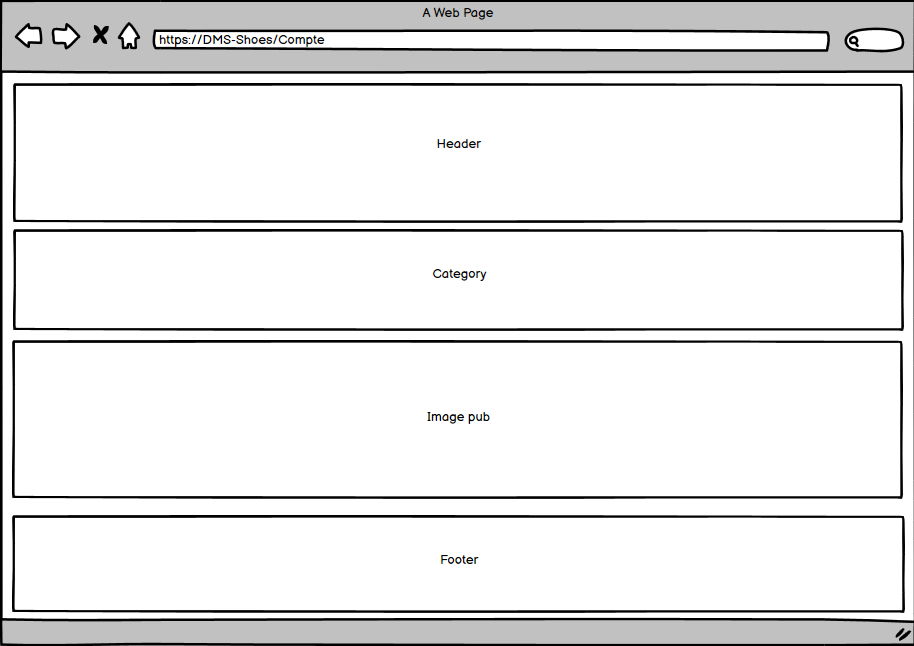 A Web Page
https://DMS-Shoes/Compte
Header
Category
Image pub
Footer